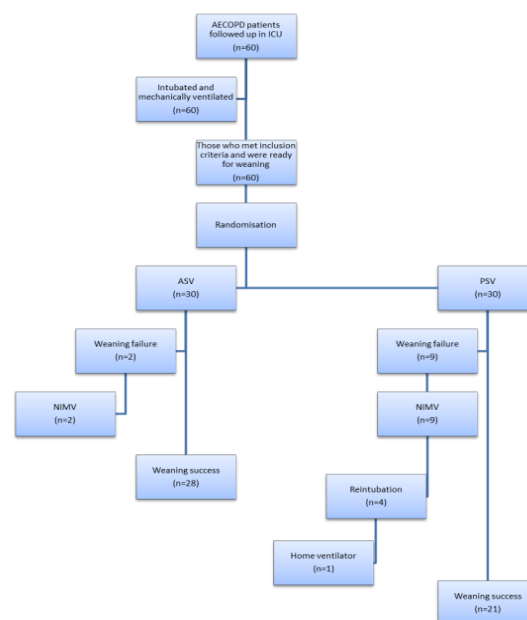 AECOPD patients
followed up in ICU
(n=60)
Intubated and
mechanically ventilated
(n=60)
Those who met inclusion
criteria and were ready
for weaning
(n=60)
Randomisation
ASV
(n=30)
PSV
(n=30)
Weaning failure
(n=2)
Weaning failure
(n=9)
NIMV
(n=2)
NIMV
(n=9)
Weaning success
(n=28)
Reintubation
(n=4)
Home ventilator
(n=1)
Weaning success
(n=21)